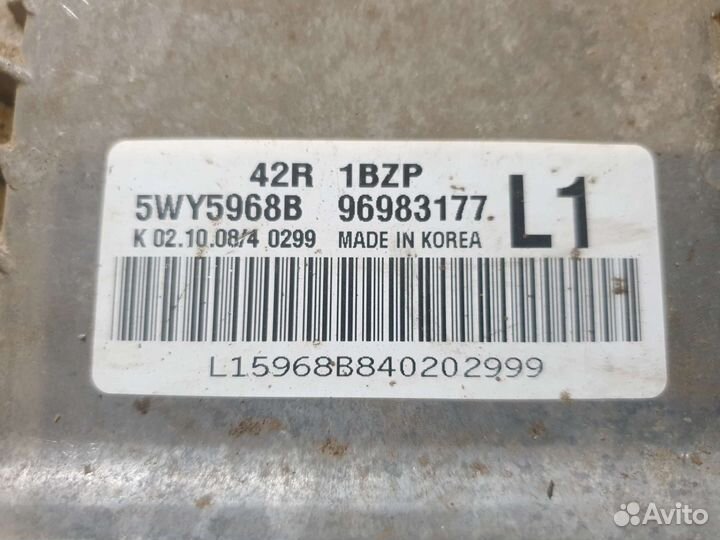 42R 1BZP
5WY5968B 96983177 L1
K 02.10.08/4 0299 MADE IN KOREA
L15968B840202999
Avito